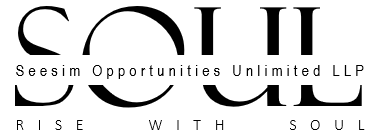 SOUL
Seesim Opportunities Unlimited LLP
RISE WITH SOUL